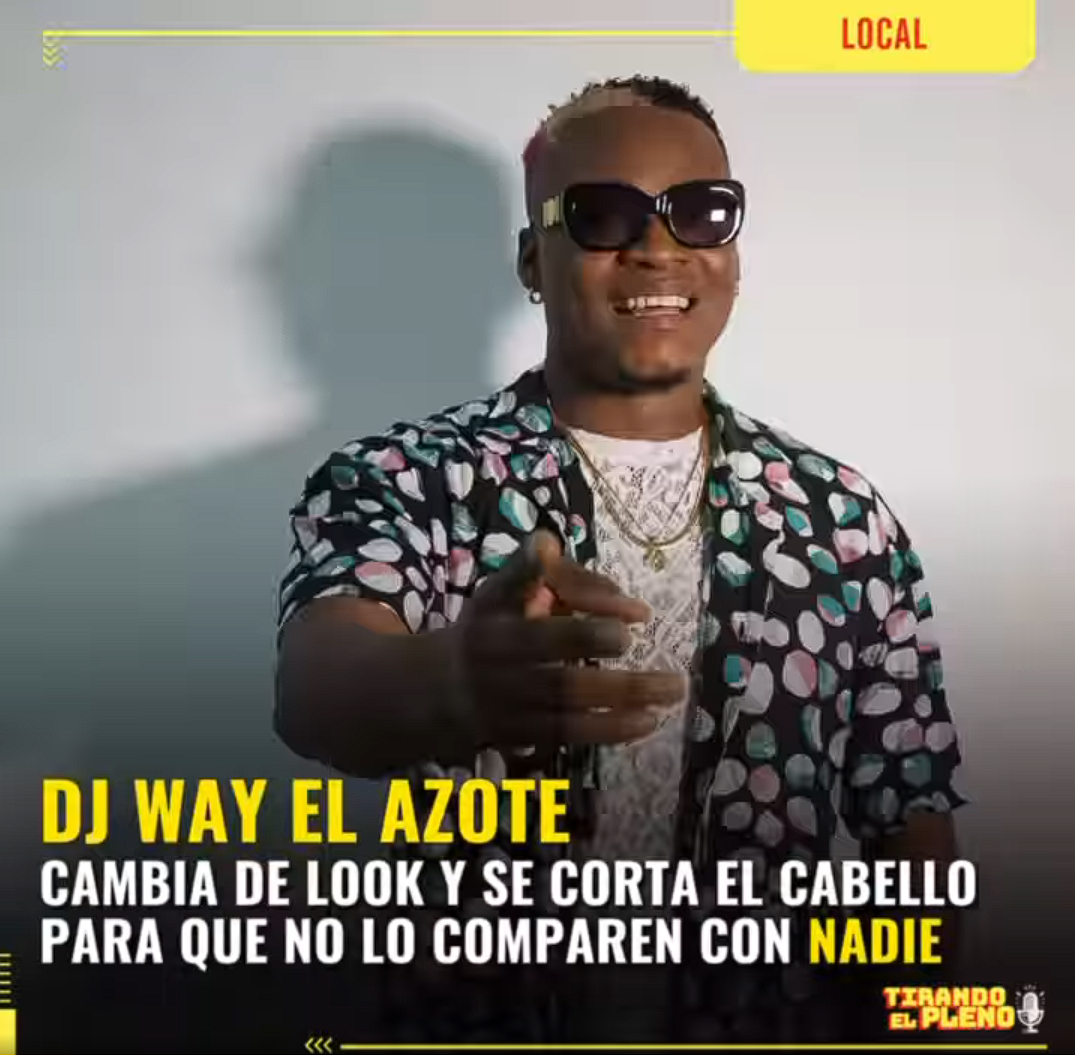 LOCAL
DJ WAY EL AZOTE
CAMBIA DE LOOK Y SE CORTA EL CABELLO
PARA QUE NO LO COMPAREN CON NADIE
TIRANDO
EL PLENO